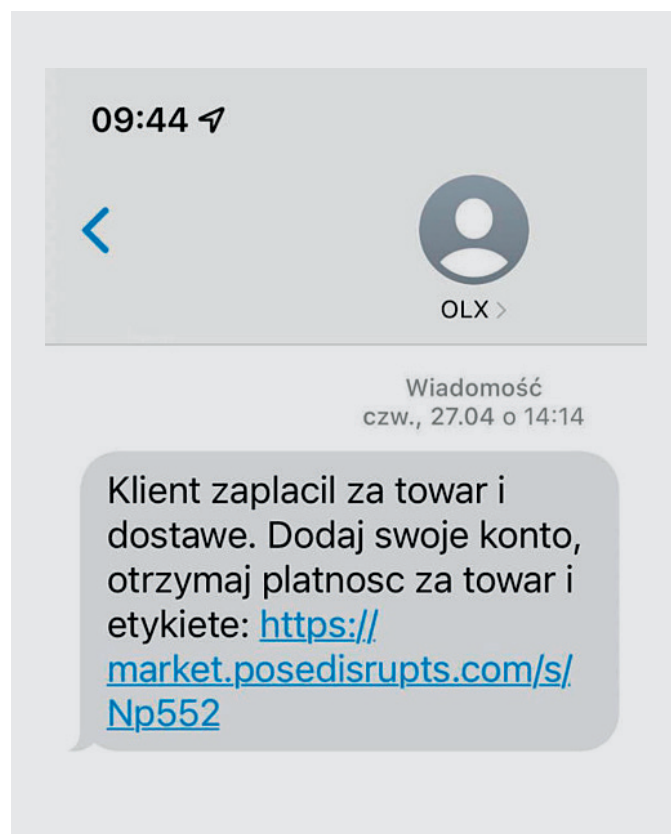 09:44
OLX
Wiadomość
czw., 27.04 o 14:14
Klient zaplacil za towar i
dostawe. Dodaj swoje konto,
otrzymaj platnosc za towar i
etykiete: https://
market.posedisrupts.com/s/
Np552